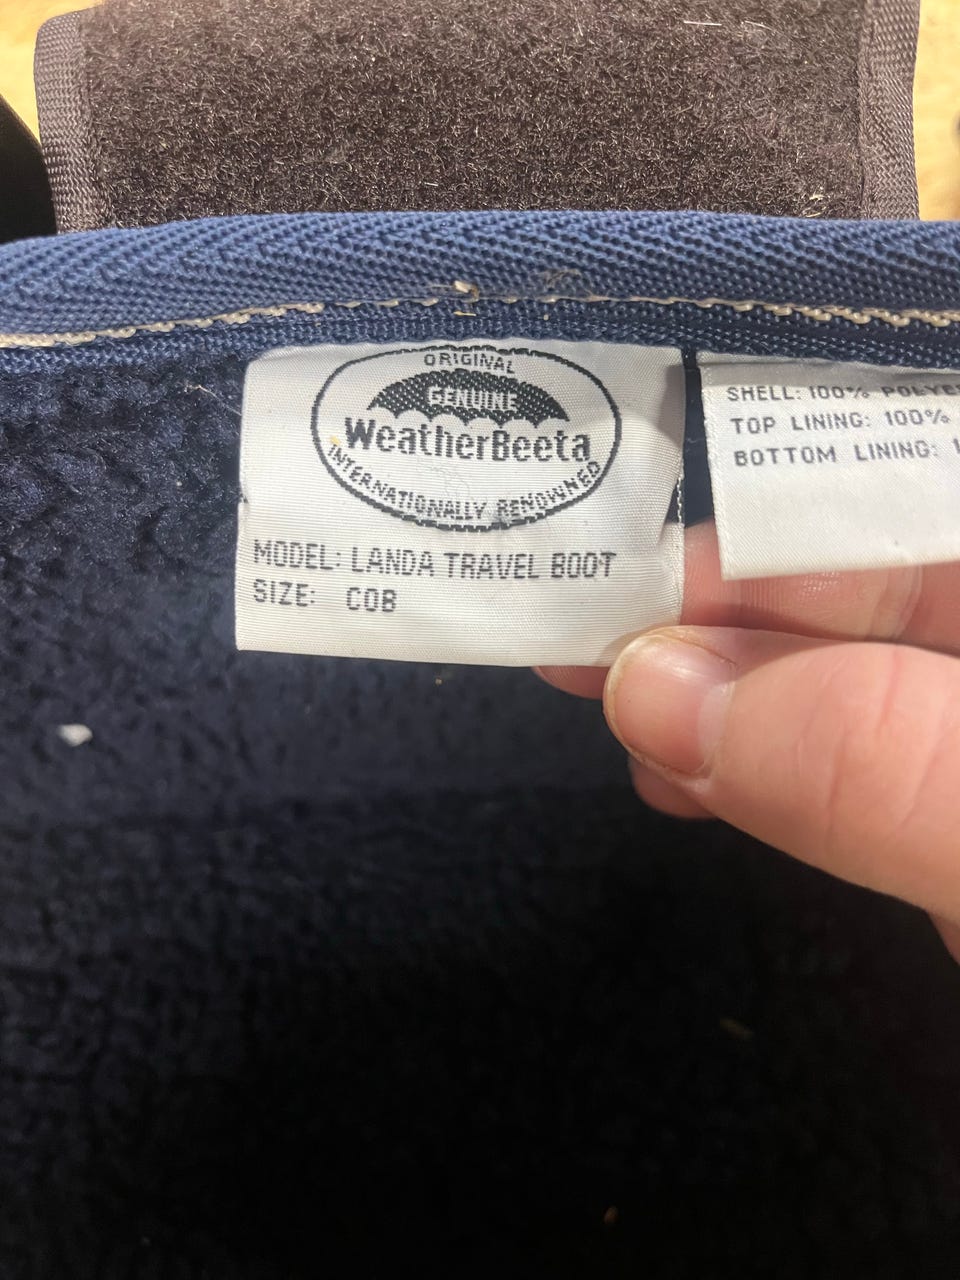 ORIGINAL
GENUINE
WeatherBeeta
INTERNATIONALLY RENOWNED
MODEL: LANDA TRAVEL BOOT
SIZE: COB
SHELL: 100%
TOP LINING: 100%
BOTTOM LINING: